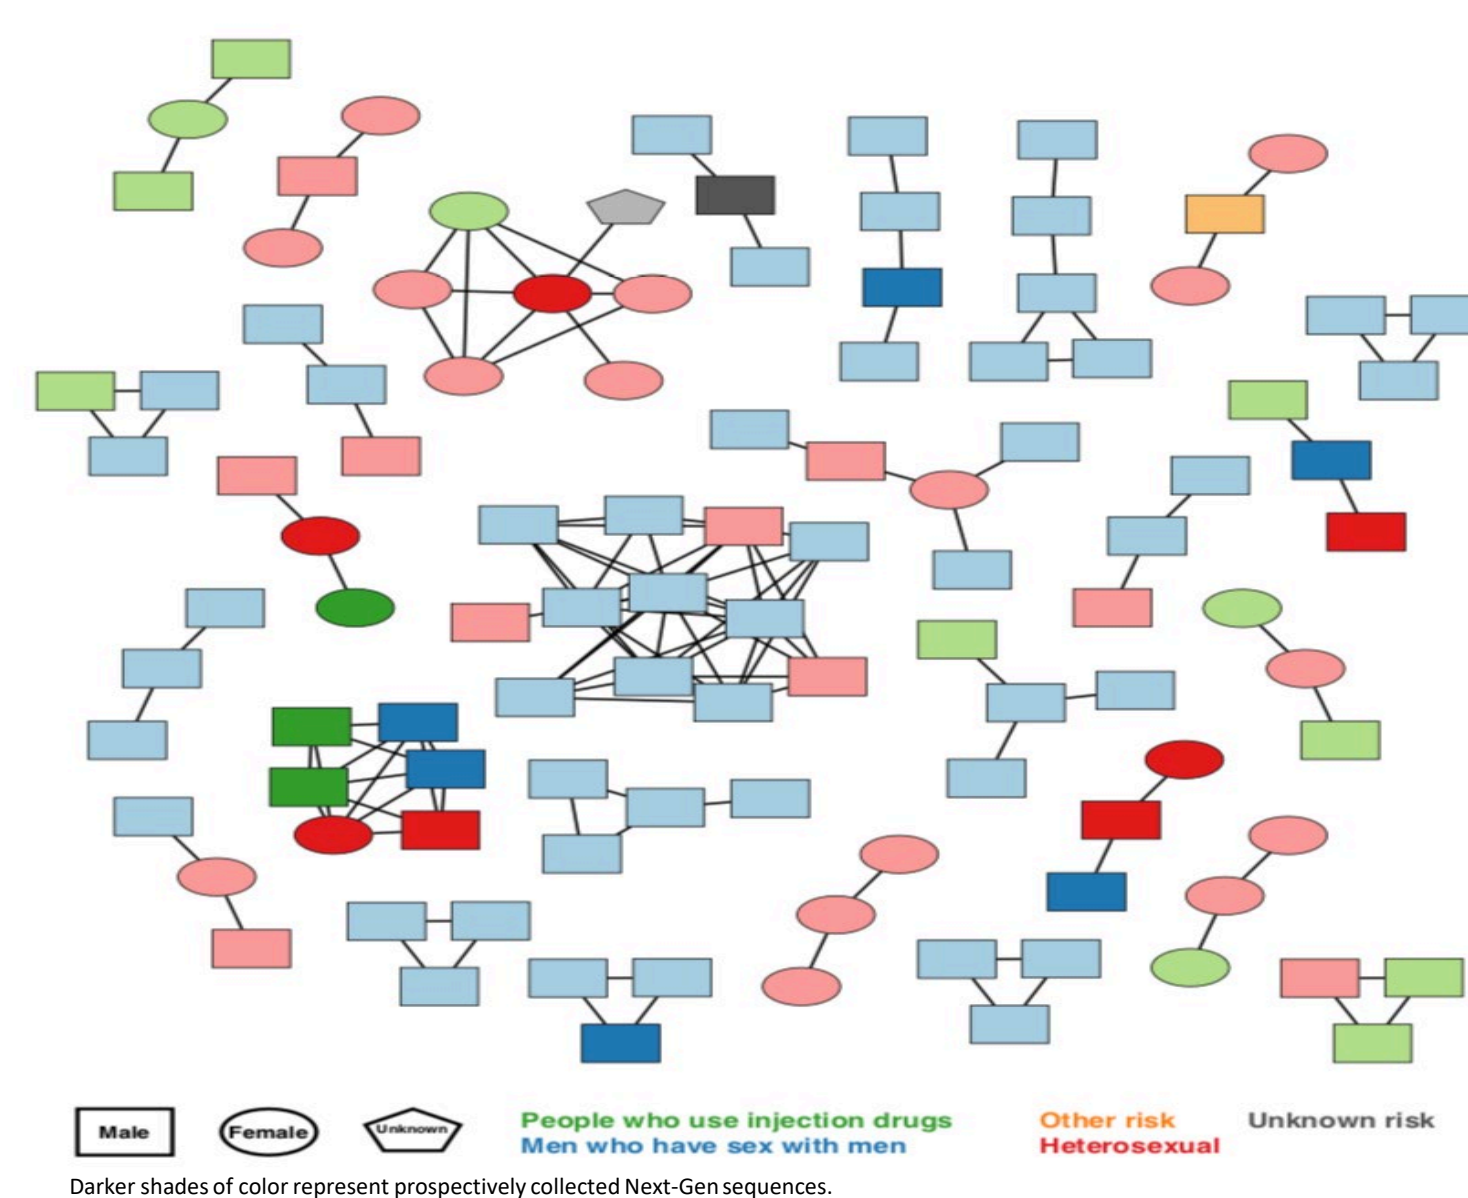 Male Female Unknown People who use injection drugs Other risk Unknown risk
Men who have sex with men Heterosexual
Darker shades of color represent prospectively collected Next-Gen sequences.